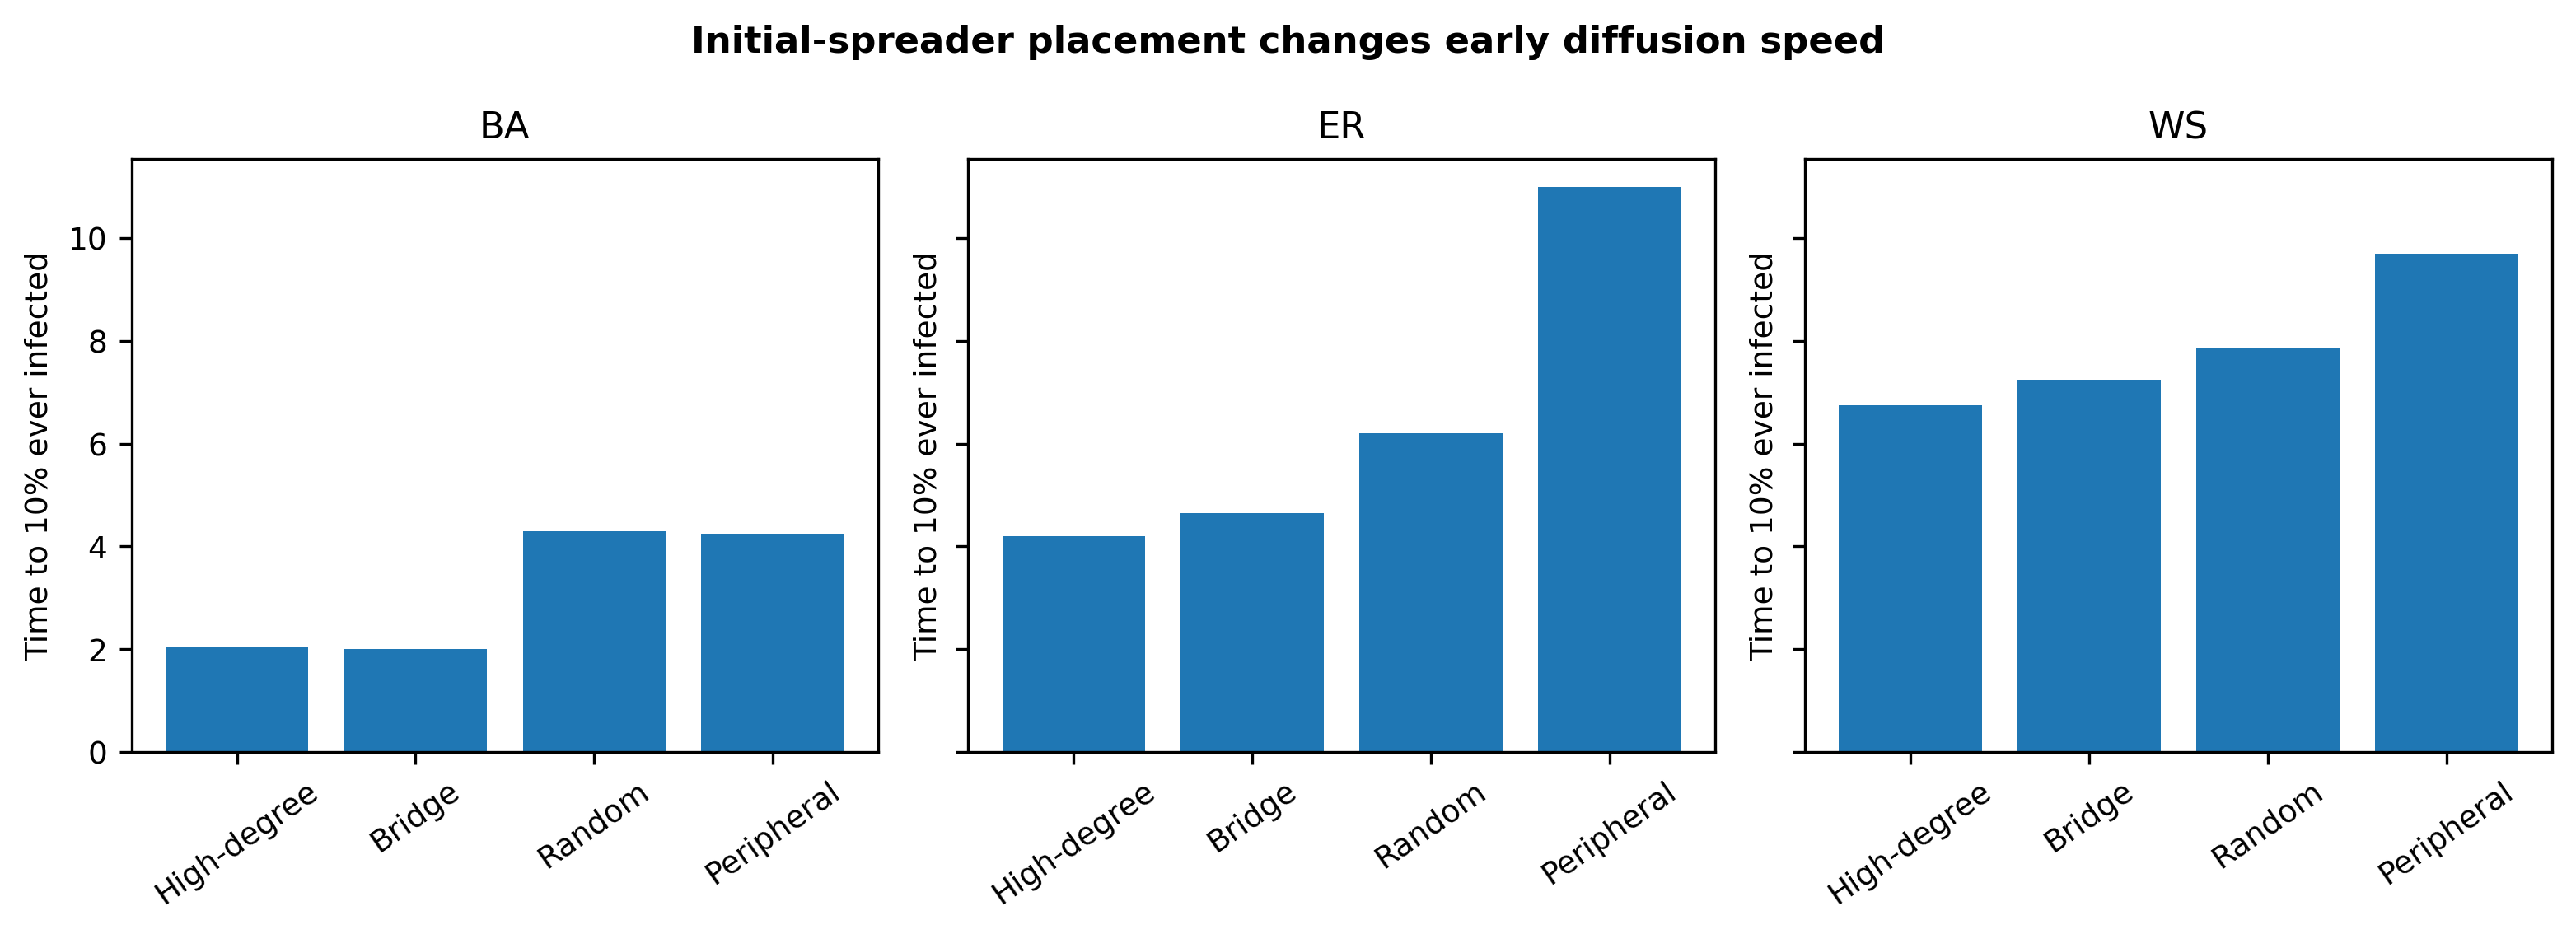 Initial-spreader placement changes early diffusion speed
BA
Time to 10% ever infected
10
8
6
4
2
0
High-degree
Bridge
Random
Peripheral
ER
Time to 10% ever infected
High-degree
Bridge
Random
Peripheral
WS
Time to 10% ever infected
High-degree
Bridge
Random
Peripheral